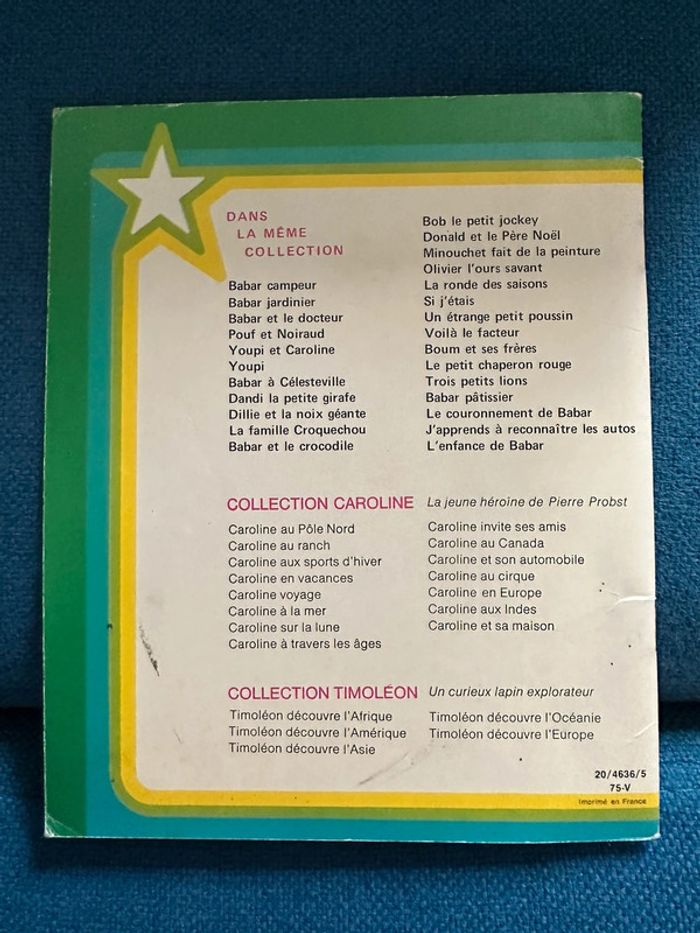 DANS
LA MÊME
COLLECTION
Babar campeur
Babar jardinier
Babar et le docteur
Pouf et Noiraud
Youpi et Caroline
Youpi
Babar à Célesteville
Dandi la petite girafe
Dillie et la noix géante
La famille Croquechou
Babar et le crocodile
Bob le petit jockey
Donald et le Père Noël
Minouchet fait de la peinture
Olivier l'ours savant
La ronde des saisons
Si j'étais
Un étrange petit poussin
Voilà le facteur
Boum et ses frères
Le petit chaperon rouge
Trois petits lions
Babar pâtissier
Le couronnement de Babar
J'apprends à reconnaître les autos
L'enfance de Babar
COLLECTION CAROLINE La jeune héroïne de Pierre Probst
Caroline au Pôle Nord
Caroline au ranch
Caroline aux sports d'hiver
Caroline en vacances
Caroline voyage
Caroline à la mer
Caroline sur la lune
Caroline à travers les âges
Caroline invite ses amis
Caroline au Canada
Caroline et son automobile
Caroline au cirque
Caroline en Europe
Caroline aux Indes
Caroline et sa maison
COLLECTION TIMOLÉON Un curieux lapin explorateur
Timoléon découvre l'Afrique
Timoléon découvre l'Amérique
Timoléon découvre l'Asie
Timoléon découvre l'Océanie
Timoléon découvre l'Europe
20/4636/5
75-V
Imprimé en France